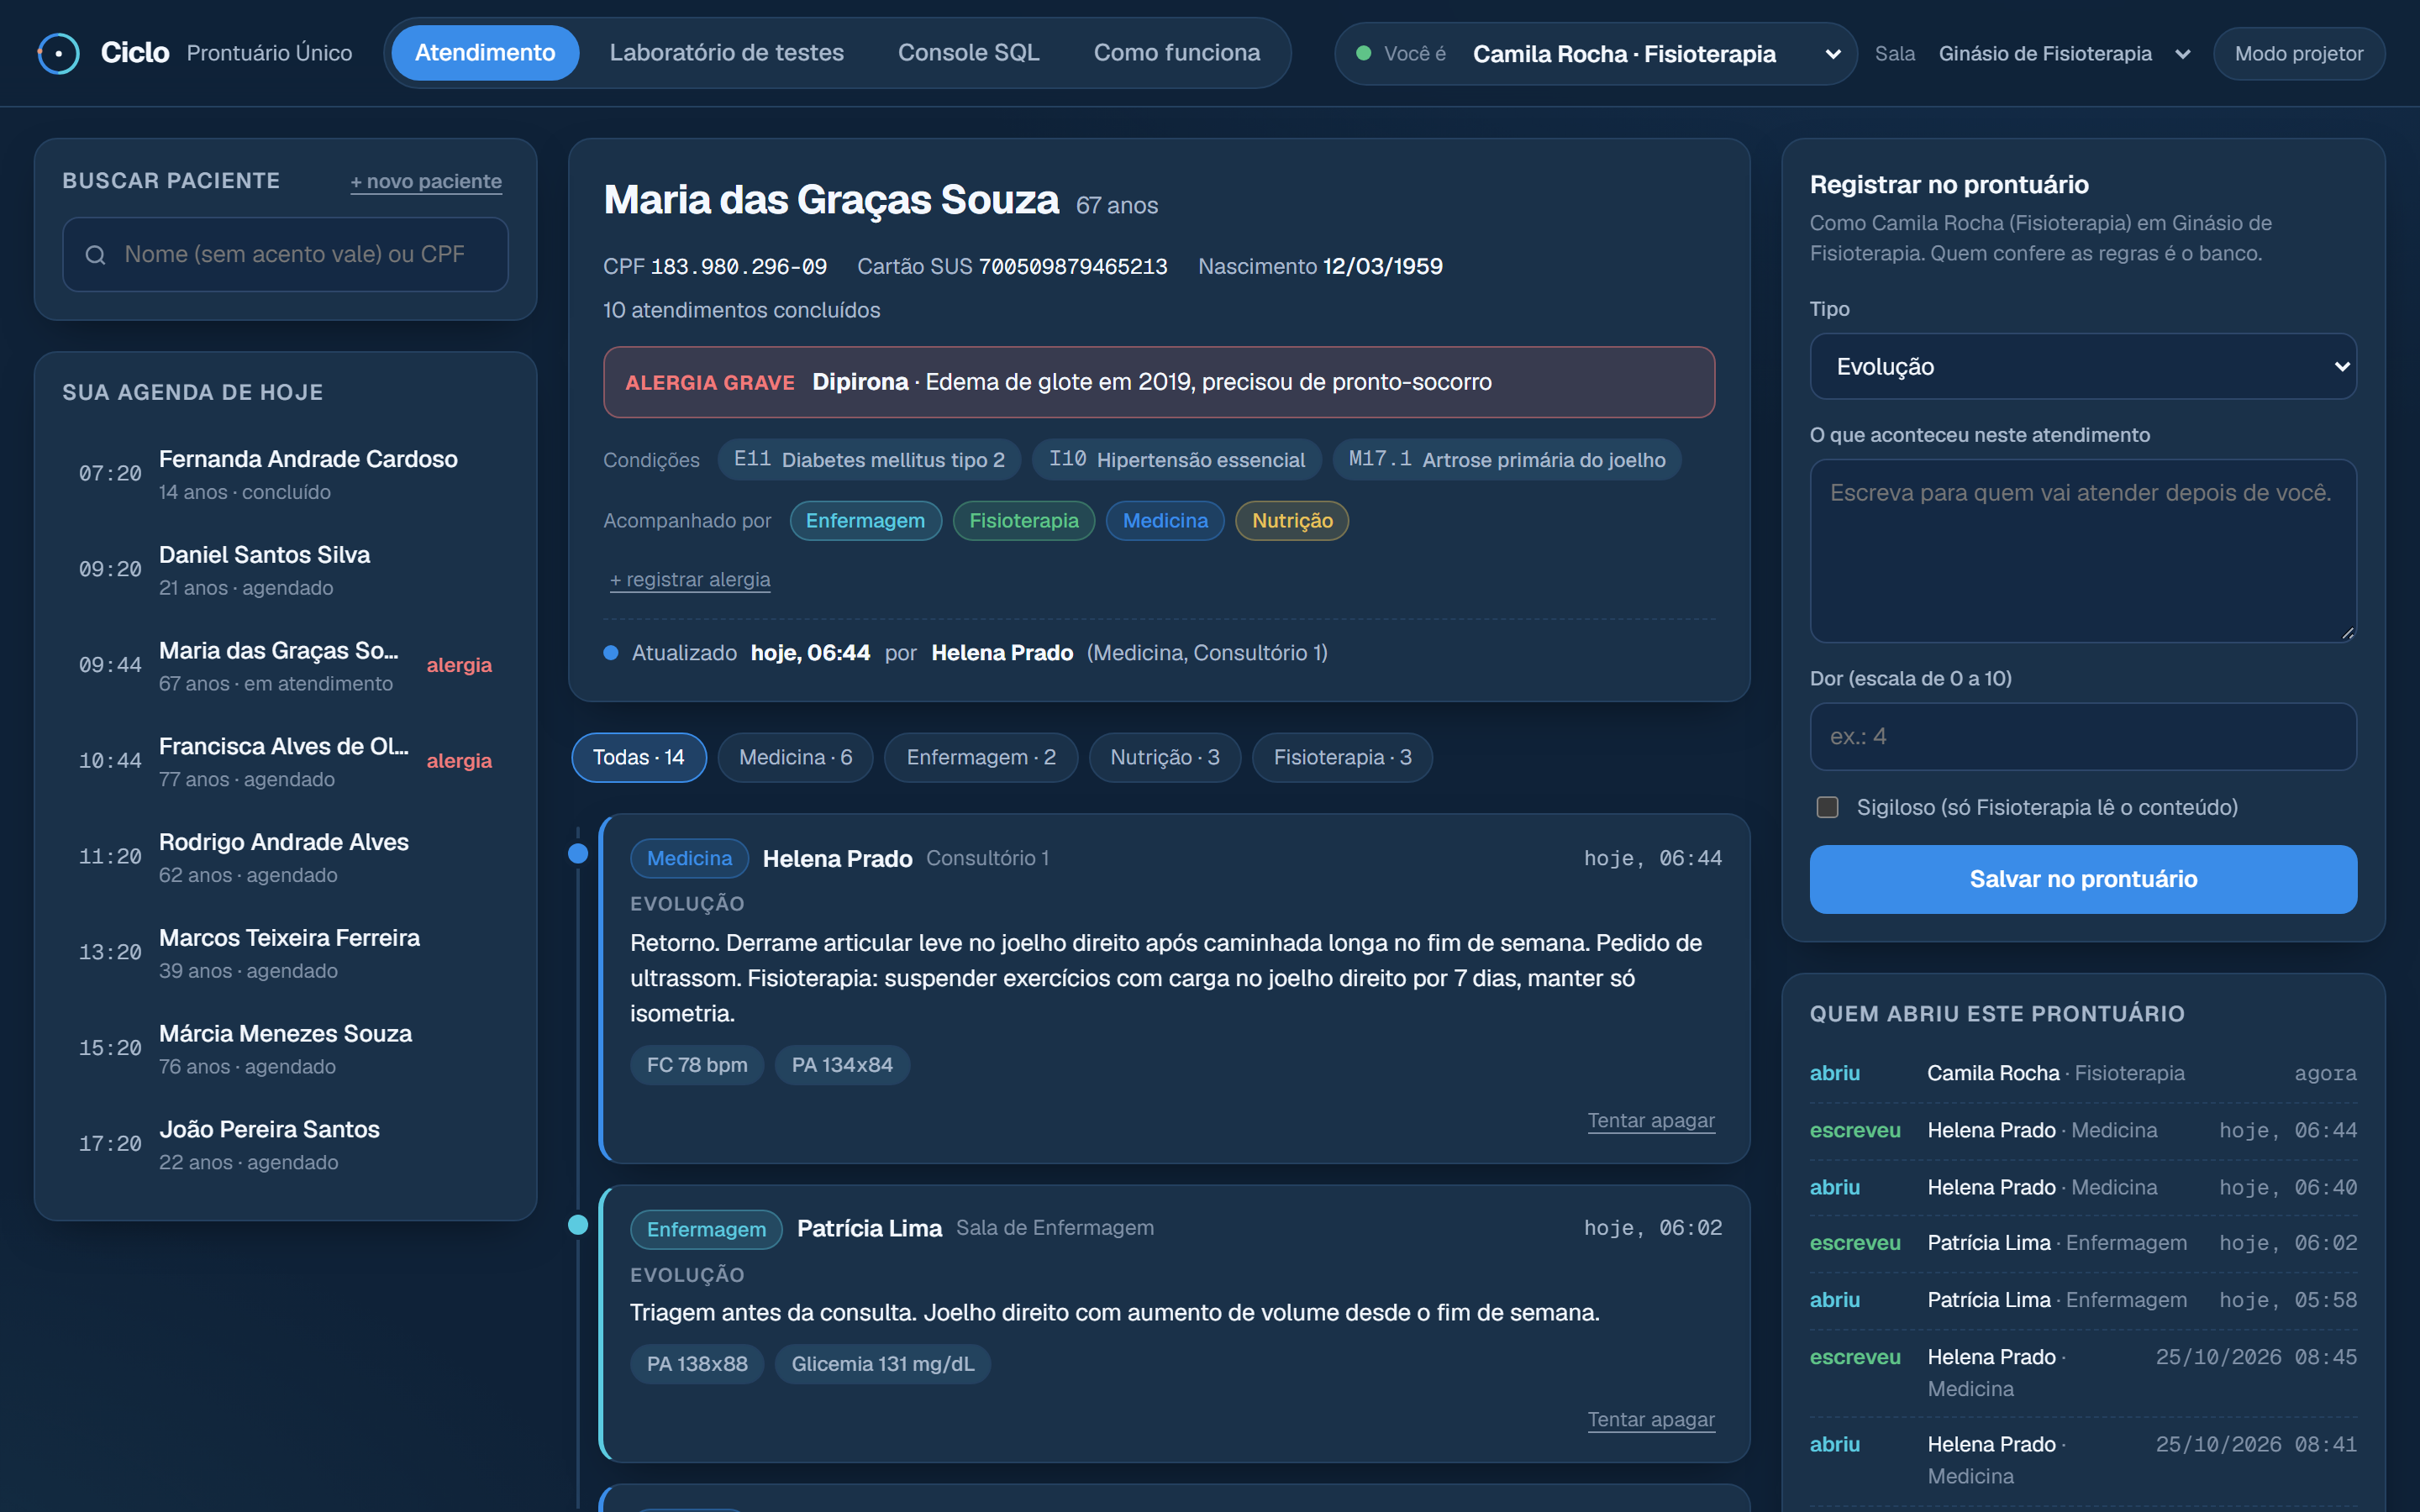 Ciclo Prontuário Único
Atendimento Laboratório de testes Console SQL Como funciona
Você é Camila Rocha · Fisioterapia
Sala Ginásio de Fisioterapia
Modo projetor
BUSCAR PACIENTE + novo paciente
Nome (sem acento vale) ou CPF
SUA AGENDA DE HOJE
07:20 Fernanda Andrade Cardoso
14 anos · concluído
09:20 Daniel Santos Silva
21 anos · agendado
09:44 Maria das Graças So... alergia
67 anos · em atendimento
10:44 Francisca Alves de Ol... alergia
77 anos · agendado
11:20 Rodrigo Andrade Alves
62 anos · agendado
13:20 Marcos Teixeira Ferreira
39 anos · agendado
15:20 Márcia Menezes Souza
76 anos · agendado
17:20 João Pereira Santos
22 anos · agendado
Maria das Graças Souza 67 anos
CPF 183.980.296-09 Cartão SUS 700509879465213 Nascimento 12/03/1959
10 atendimentos concluídos
ALERGIA GRAVE Dipirona · Edema de glote em 2019, precisou de pronto-socorro
Condições E11 Diabetes mellitus tipo 2 I10 Hipertensão essencial M17.1 Artrose primária do joelho
Acompanhado por Enfermagem Fisioterapia Medicina Nutrição
+ registrar alergia
Atualizado hoje, 06:44 por Helena Prado (Medicina, Consultório 1)
Todas · 14 Medicina · 6 Enfermagem · 2 Nutrição · 3 Fisioterapia · 3
Medicina Helena Prado Consultório 1 hoje, 06:44
EVOLUÇÃO
Retorno. Derrame articular leve no joelho direito após caminhada longa no fim de semana. Pedido de
ultrassom. Fisioterapia: suspender exercícios com carga no joelho direito por 7 dias, manter só
isometria.
FC 78 bpm PA 134x84
Tentar apagar
Enfermagem Patrícia Lima Sala de Enfermagem hoje, 06:02
EVOLUÇÃO
Triagem antes da consulta. Joelho direito com aumento de volume desde o fim de semana.
PA 138x88 Glicemia 131 mg/dL
Tentar apagar
Registrar no prontuário
Como Camila Rocha (Fisioterapia) em Ginásio de
Fisioterapia. Quem confere as regras é o banco.
Tipo
Evolução
O que aconteceu neste atendimento
Escreva para quem vai atender depois de você.
Dor (escala de 0 a 10)
ex.: 4
Sigiloso (só Fisioterapia lê o conteúdo)
Salvar no prontuário
QUEM ABRIU ESTE PRONTUÁRIO
abriu Camila Rocha · Fisioterapia agora
escreveu Helena Prado · Medicina hoje, 06:44
abriu Helena Prado · Medicina hoje, 06:40
escreveu Patrícia Lima · Enfermagem hoje, 06:02
abriu Patrícia Lima · Enfermagem hoje, 05:58
escreveu Helena Prado · 25/10/2026 08:45
Medicina
abriu Helena Prado · 25/10/2026 08:41
Medicina